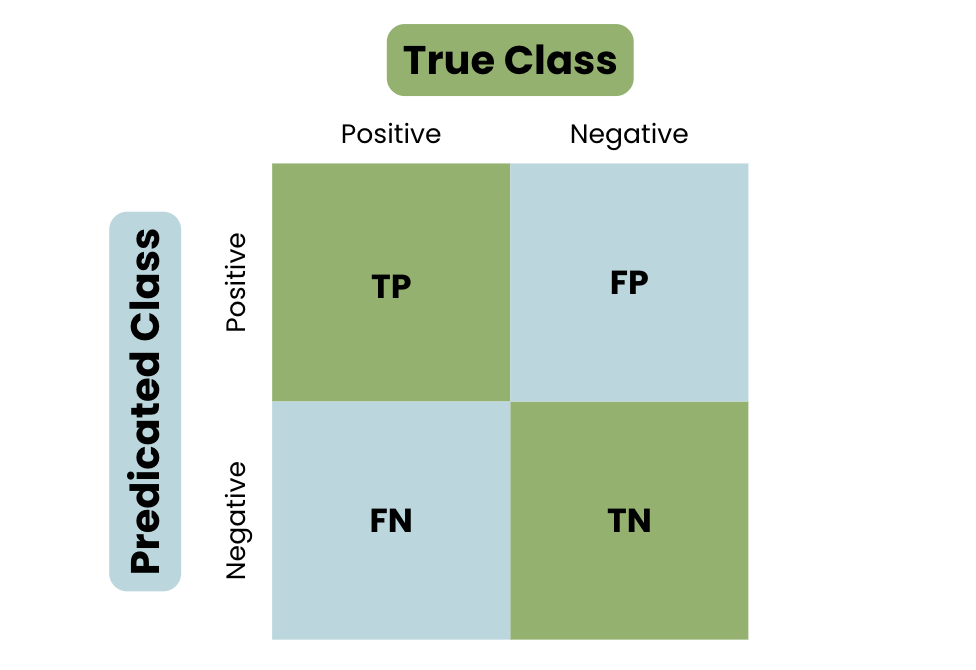 True Class
Positive Negative
Predicated Class
Positive
TP FP
Negative
FN TN